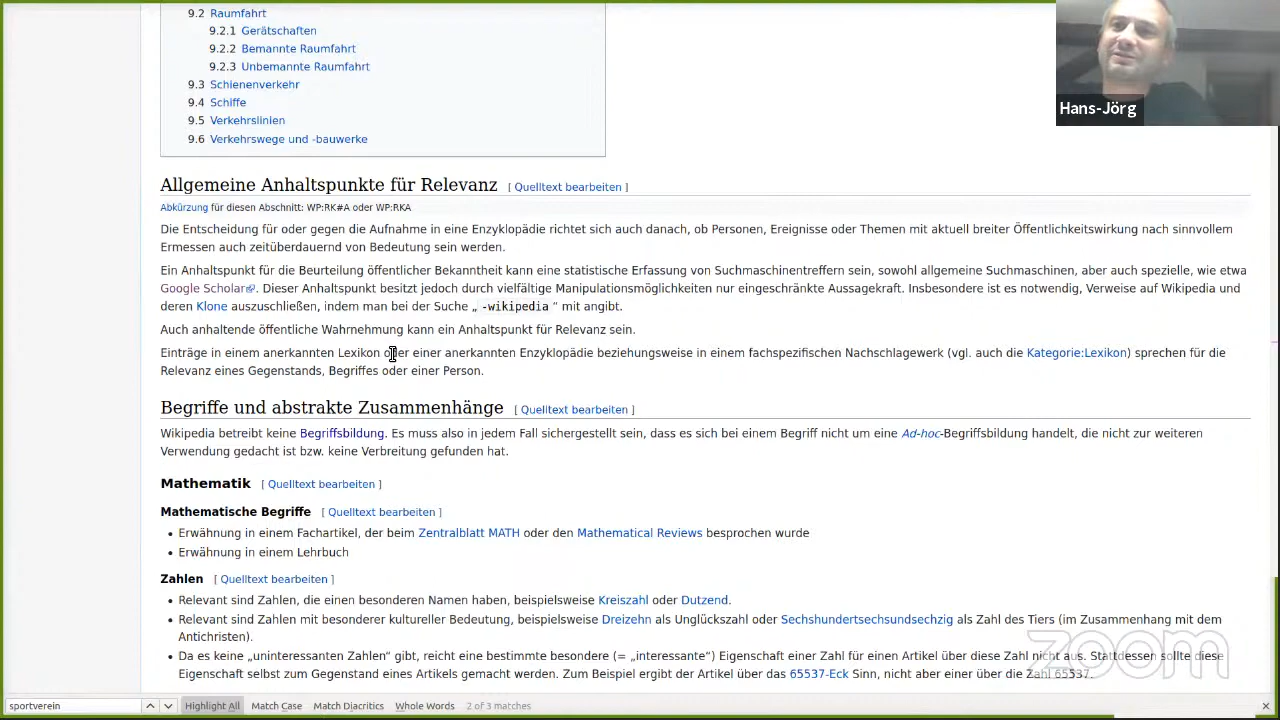 9.2 Raumfahrt
9.2.1 Gerätschaften
9.2.2 Bemannte Raumfahrt
9.2.3 Unbemannte Raumfahrt
9.3 Schienenverkehr
9.4 Schiffe
9.5 Verkehrslinien
9.6 Verkehrswege und -bauwerke
Hans-Jörg
Allgemeine Anhaltspunkte für Relevanz [ Quelltext bearbeiten ]
Abkürzung für diesen Abschnitt: WP:RK#A oder WP:RKA
Die Entscheidung für oder gegen die Aufnahme in eine Enzyklopädie richtet sich auch danach, ob Personen, Ereignisse oder Themen mit aktuell breiter Öffentlichkeitswirkung nach sinnvollem
Ermessen auch zeitüberdauernd von Bedeutung sein werden.
Ein Anhaltspunkt für die Beurteilung öffentlicher Bekanntheit kann eine statistische Erfassung von Suchmaschinentreffern sein, sowohl allgemeine Suchmaschinen, aber auch spezielle, wie etwa
Google Scholar. Dieser Anhaltspunkt besitzt jedoch durch vielfältige Manipulationsmöglichkeiten nur eingeschränkte Aussagekraft. Insbesondere ist es notwendig, Verweise auf Wikipedia und
deren Klone auszuschließen, indem man bei der Suche „ -wikipedia “ mit angibt.
Auch anhaltende öffentliche Wahrnehmung kann ein Anhaltspunkt für Relevanz sein.
Einträge in einem anerkannten Lexikon oder einer anerkannten Enzyklopädie beziehungsweise in einem fachspezifischen Nachschlagewerk (vgl. auch die Kategorie:Lexikon) sprechen für die
Relevanz eines Gegenstands, Begriffes oder einer Person.
Begriffe und abstrakte Zusammenhänge [ Quelltext bearbeiten ]
Wikipedia betreibt keine Begriffsbildung. Es muss also in jedem Fall sichergestellt sein, dass es sich bei einem Begriff nicht um eine Ad-hoc-Begriffsbildung handelt, die nicht zur weiteren
Verwendung gedacht ist bzw. keine Verbreitung gefunden hat.
Mathematik [ Quelltext bearbeiten ]
Mathematische Begriffe [ Quelltext bearbeiten ]
• Erwähnung in einem Fachartikel, der beim Zentralblatt MATH oder den Mathematical Reviews besprochen wurde
• Erwähnung in einem Lehrbuch
Zahlen [ Quelltext bearbeiten ]
• Relevant sind Zahlen, die einen besonderen Namen haben, beispielsweise Kreiszahl oder Dutzend.
• Relevant sind Zahlen mit besonderer kultureller Bedeutung, beispielsweise Dreizehn als Unglückszahl oder Sechshundertsechsundsechzig als Zahl des Tiers (im Zusammenhang mit dem
Antichristen).
• Da es keine „uninteressanten Zahlen“ gibt, reicht eine bestimmte besondere (= „interessante“) Eigenschaft einer Zahl für einen Artikel über diese Zahl nicht aus. Stattdessen sollte diese
Eigenschaft selbst zum Gegenstand eines Artikels gemacht werden. Zum Beispiel ergibt der Artikel über das 65537-Eck Sinn, nicht aber einer über die Zahl 65537.
zoom
sportverein Highlight All Match Case Match Diacritics Whole Words 2 of 3 matches